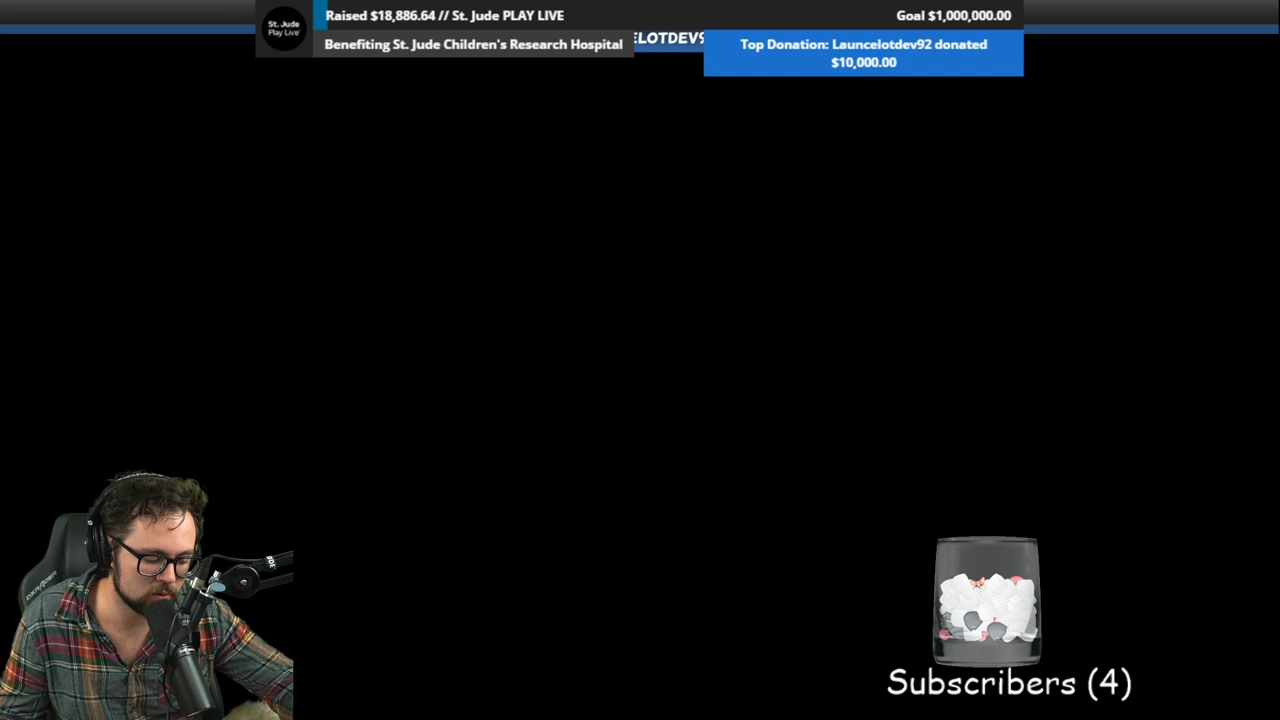 St. Jude
Play Live
Raised $18,886.64 // St. Jude PLAY LIVE
Goal $1,000,000.00
Benefiting St. Jude Children's Research Hospital
ELOTDEV9
Top Donation: Launcelotdev92 donated
$10,000.00
Subscribers (4)